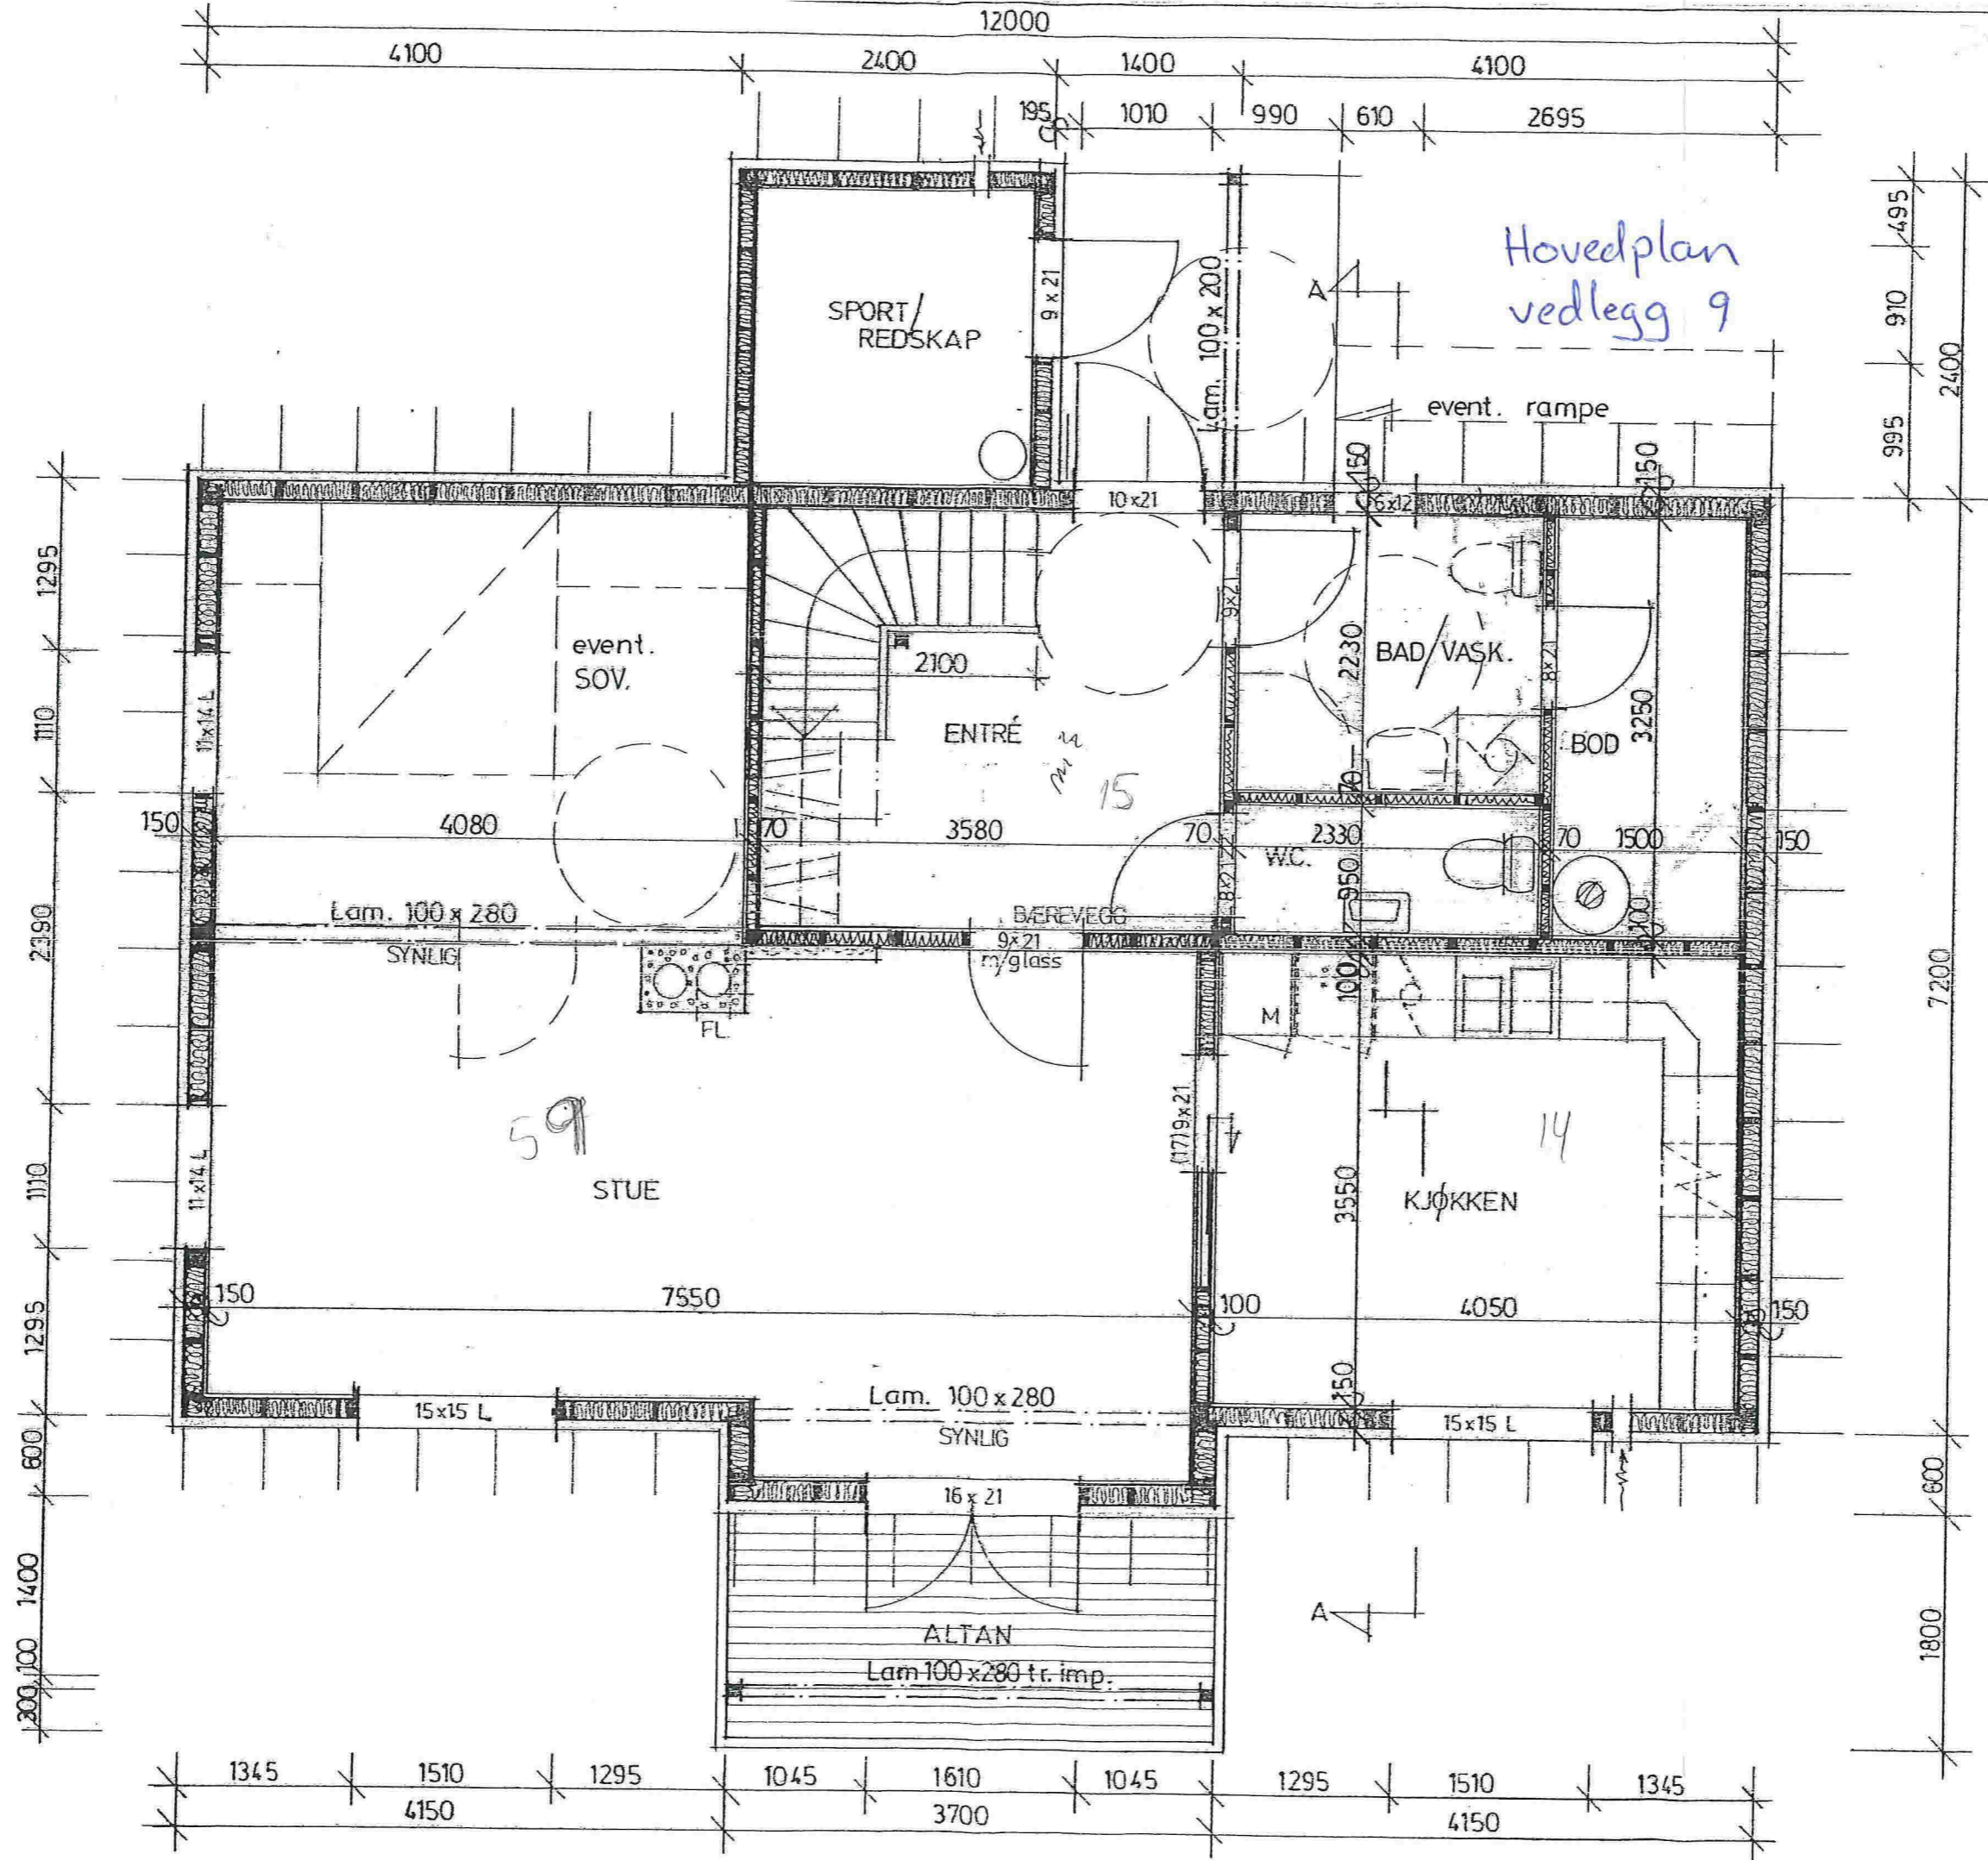 12000
4100 2400 1400 4100
195 1010 990 610 2695
Hovedplan
vedlegg 9
495
910
995
2400
SPORT/
REDSKAP
9 x 21
Lam. 100 x 200
A
event. rampe
150
150
10x21
6x12
1295
1110
2390
1110
1295
600
1400
100
300
11x14 L
event.
SOV.
2100
9x2
2230
BAD/VASK.
8x21
3250
BOD
ENTRÉ
15
70
150 4080 70 3580 70 2330 70 1500 150
W.C.
950
8x21
100
Lam. 100 x 280
SYNLIG
BÆREVEGG
9x21
m/glass
100
FL.
M
7200
59
STUE
(17)9x21
14
3550
KJØKKEN
11x14 L
150 7550 100 4050 150
150
15x15 L
Lam. 100 x 280
SYNLIG
15x15 L
16 x 21
600
1800
A
ALTAN
Lam 100 x 280 tr. imp.
1345 1510 1295 1045 1610 1045 1295 1510 1345
4150 3700 4150